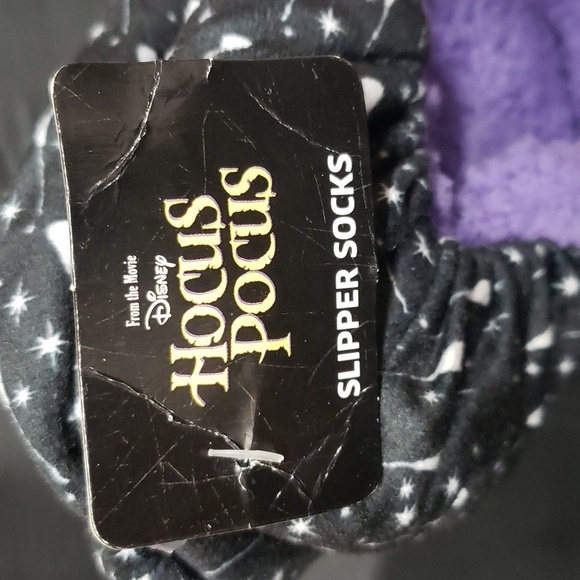 From the Movie
Disney
Hocus
Pocus
SLIPPER SOCKS